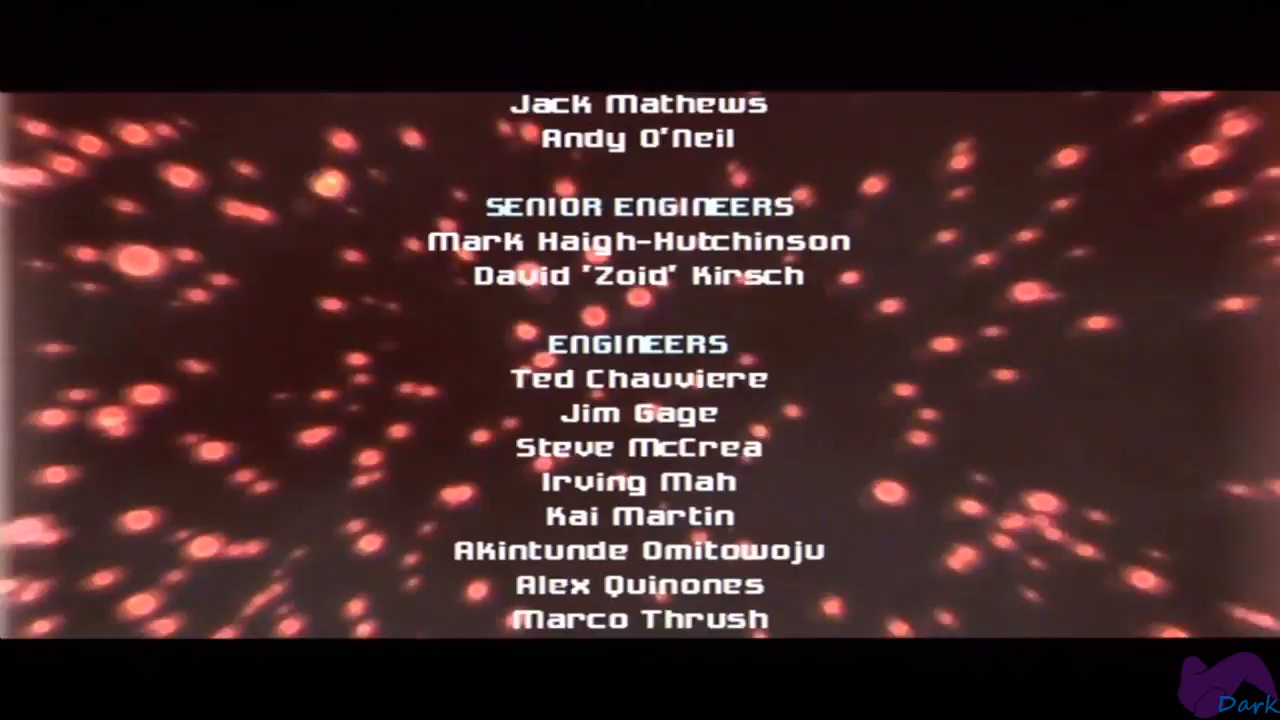 Jack Mathews
Andy O'Neil
SENIOR ENGINEERS
Mark Haigh-Hutchinson
David 'Zoid' Kirsch
ENGINEERS
Ted Chauviere
Jim Gage
Steve McCrea
Irving Mah
Kai Martin
Akintunde Omitowoju
Alex Quinones
Marco Thrush
Dark